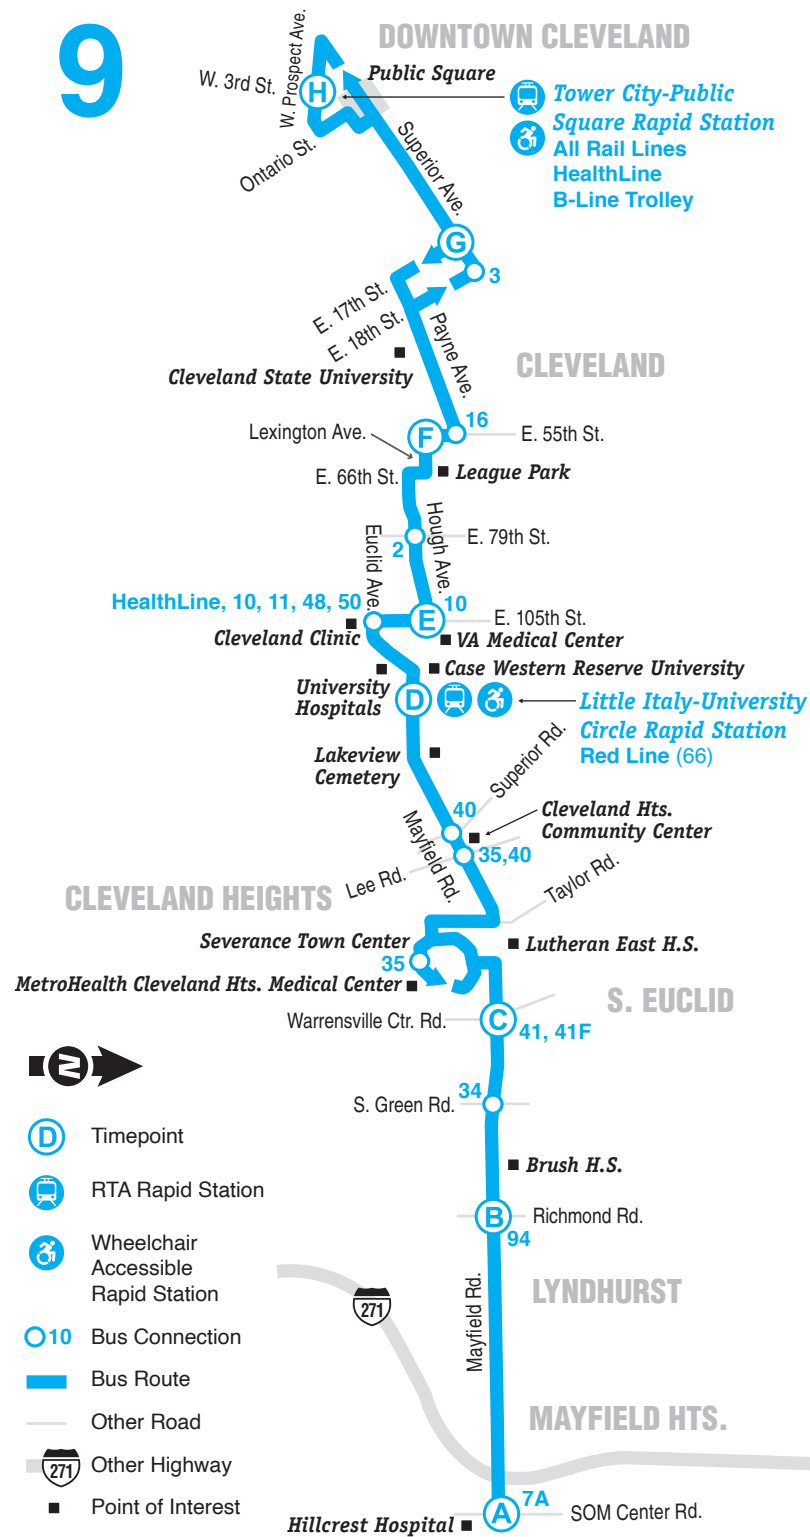 9
DOWNTOWN CLEVELAND
W. Prospect Ave.
W. 3rd St.
H
Public Square
Tower City-Public
Square Rapid Station
All Rail Lines
HealthLine
B-Line Trolley
Ontario St.
Superior Ave.
G
3
E. 17th St.
E. 18th St.
Payne Ave.
Cleveland State University
CLEVELAND
16
Lexington Ave.
F
E. 55th St.
E. 66th St.
League Park
Hough Ave.
Euclid Ave.
2
E. 79th St.
HealthLine, 10, 11, 48, 50
10
E
E. 105th St.
Cleveland Clinic
VA Medical Center
Case Western Reserve University
University
Hospitals
D
Little Italy-University
Circle Rapid Station
Red Line (66)
Lakeview
Cemetery
Superior Rd.
40
Cleveland Hts.
Community Center
Mayfield Rd.
35,40
Lee Rd.
Taylor Rd.
CLEVELAND HEIGHTS
Severance Town Center
Lutheran East H.S.
35
MetroHealth Cleveland Hts. Medical Center
S. EUCLID
Warrensville Ctr. Rd.
C
41, 41F
N
34
S. Green Rd.
D
Timepoint
Brush H.S.
RTA Rapid Station
B
Richmond Rd.
94
Wheelchair
Accessible
Rapid Station
Mayfield Rd.
LYNDHURST
271
10
Bus Connection
Bus Route
MAYFIELD HTS.
Other Road
271
Other Highway
7A
A
SOM Center Rd.
Point of Interest
Hillcrest Hospital